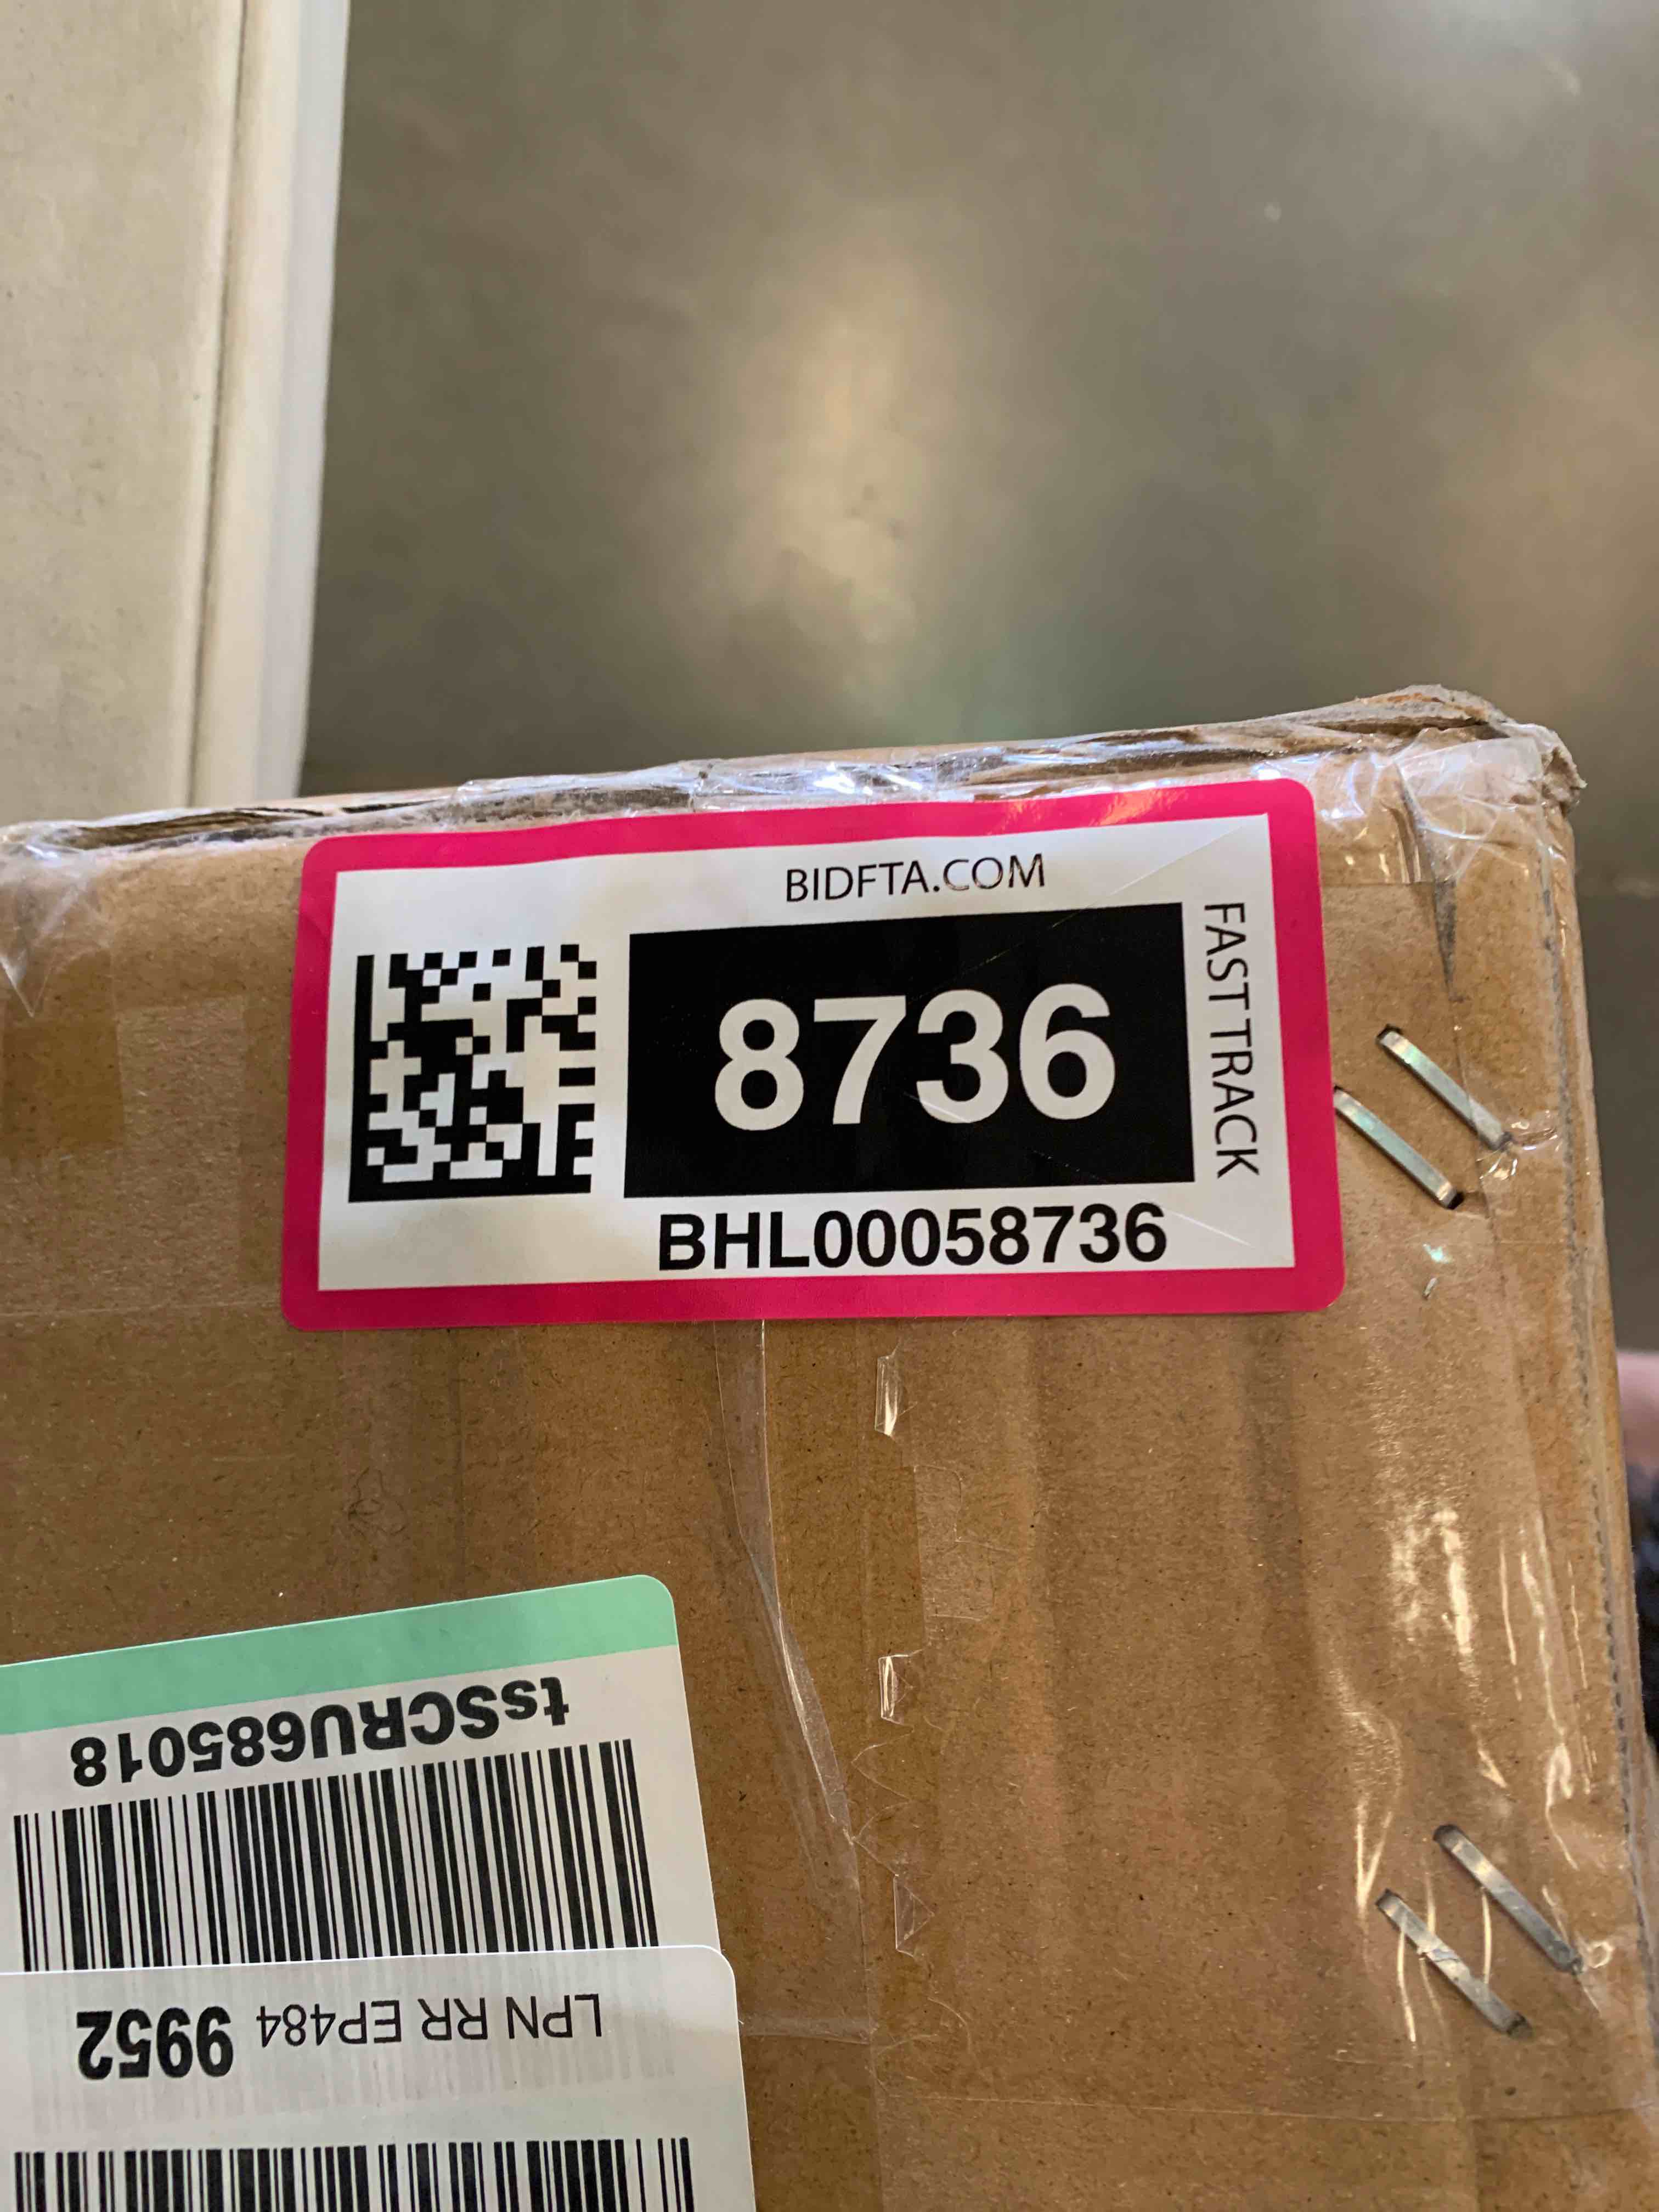 BIDFTA.COM
8736
FAST TRACK
BHL00058736
tsSCRU685018
LPN RR EP484 9952